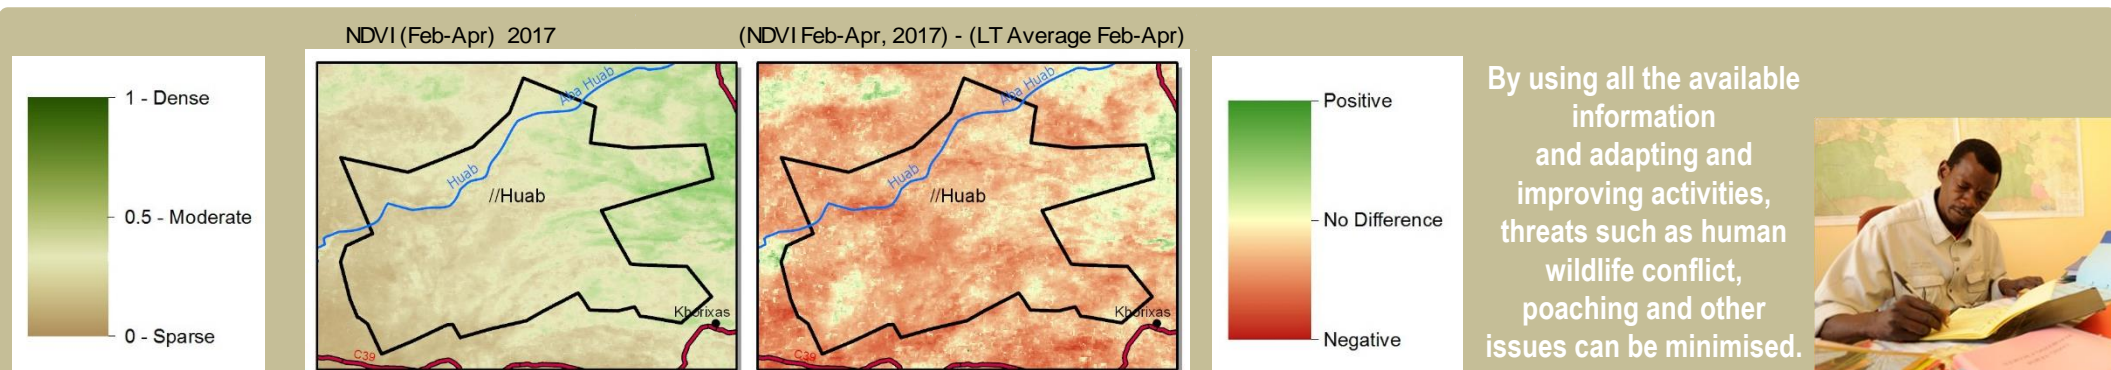 NDVI (Feb-Apr) 2017
(NDVI Feb-Apr, 2017) - (LT Average Feb-Apr)
1 - Dense
0.5 - Moderate
0 - Sparse
Aba Huab
Huab
//Huab
Khorixas
C39
Aba Huab
Huab
//Huab
Khorixas
C39
Positive
No Difference
Negative
By using all the available
information
and adapting and
improving activities,
threats such as human
wildlife conflict,
poaching and other
issues can be minimised.